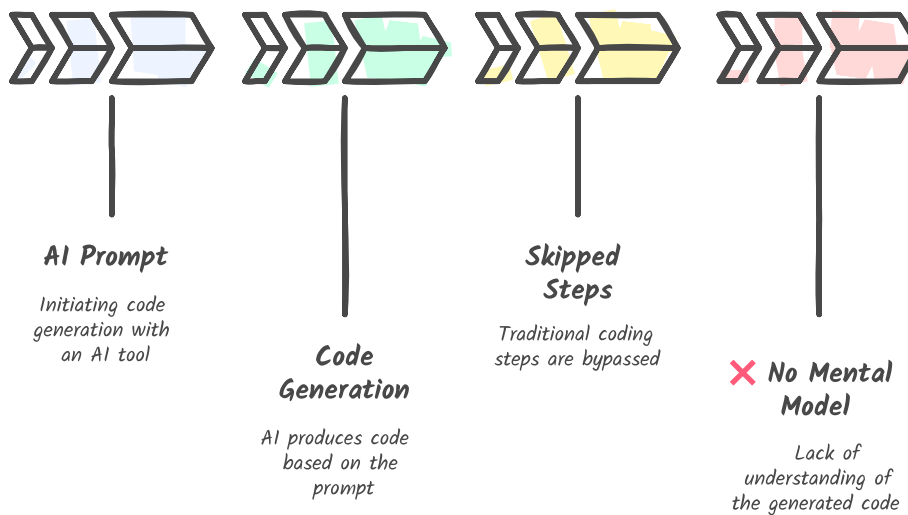 AI Prompt
Initiating code
generation with
an AI tool
Code
Generation
AI produces code
based on the
prompt
Skipped
Steps
Traditional coding
steps are bypassed
No Mental
Model
Lack of
understanding of
the generated code